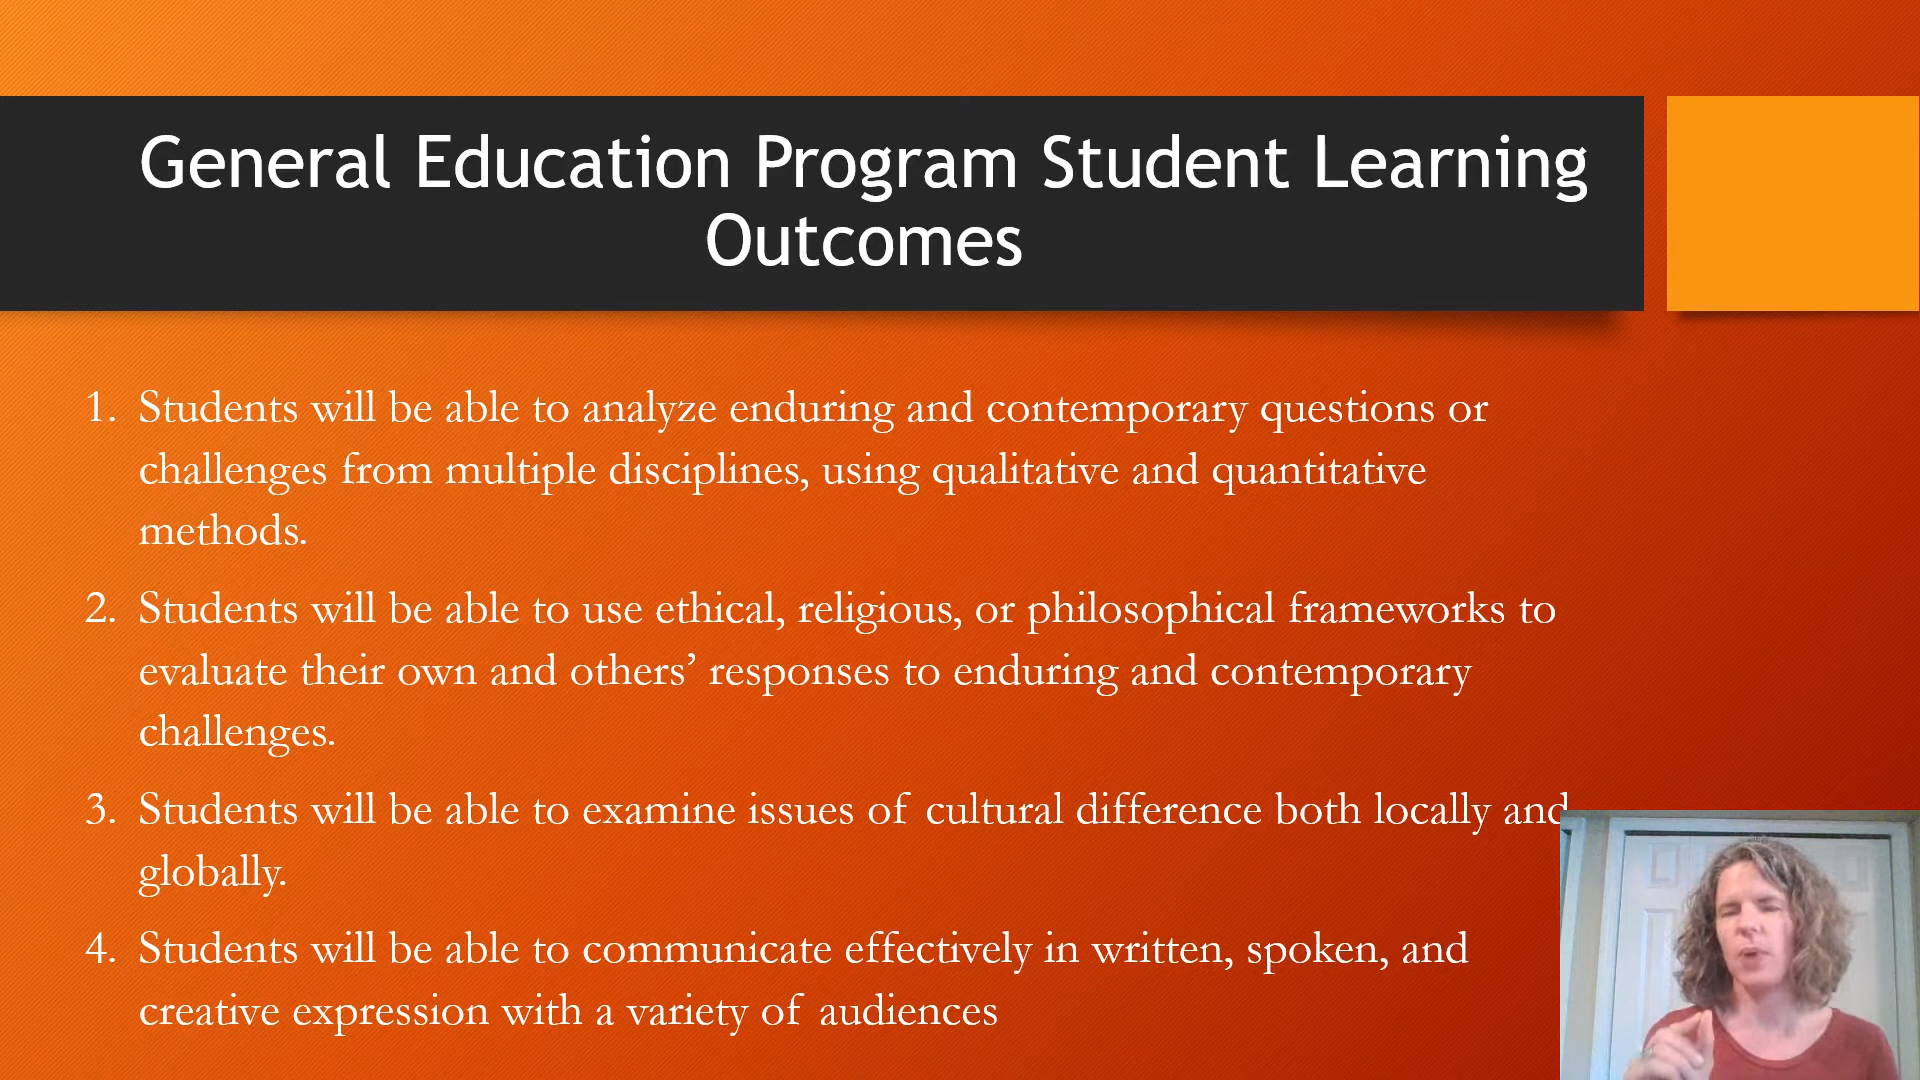 General Education Program Student Learning
Outcomes
1. Students will be able to analyze enduring and contemporary questions or
challenges from multiple disciplines, using qualitative and quantitative
methods.
2. Students will be able to use ethical, religious, or philosophical frameworks to
evaluate their own and others’ responses to enduring and contemporary
challenges.
3. Students will be able to examine issues of cultural difference both locally and
globally.
4. Students will be able to communicate effectively in written, spoken, and
creative expression with a variety of audiences